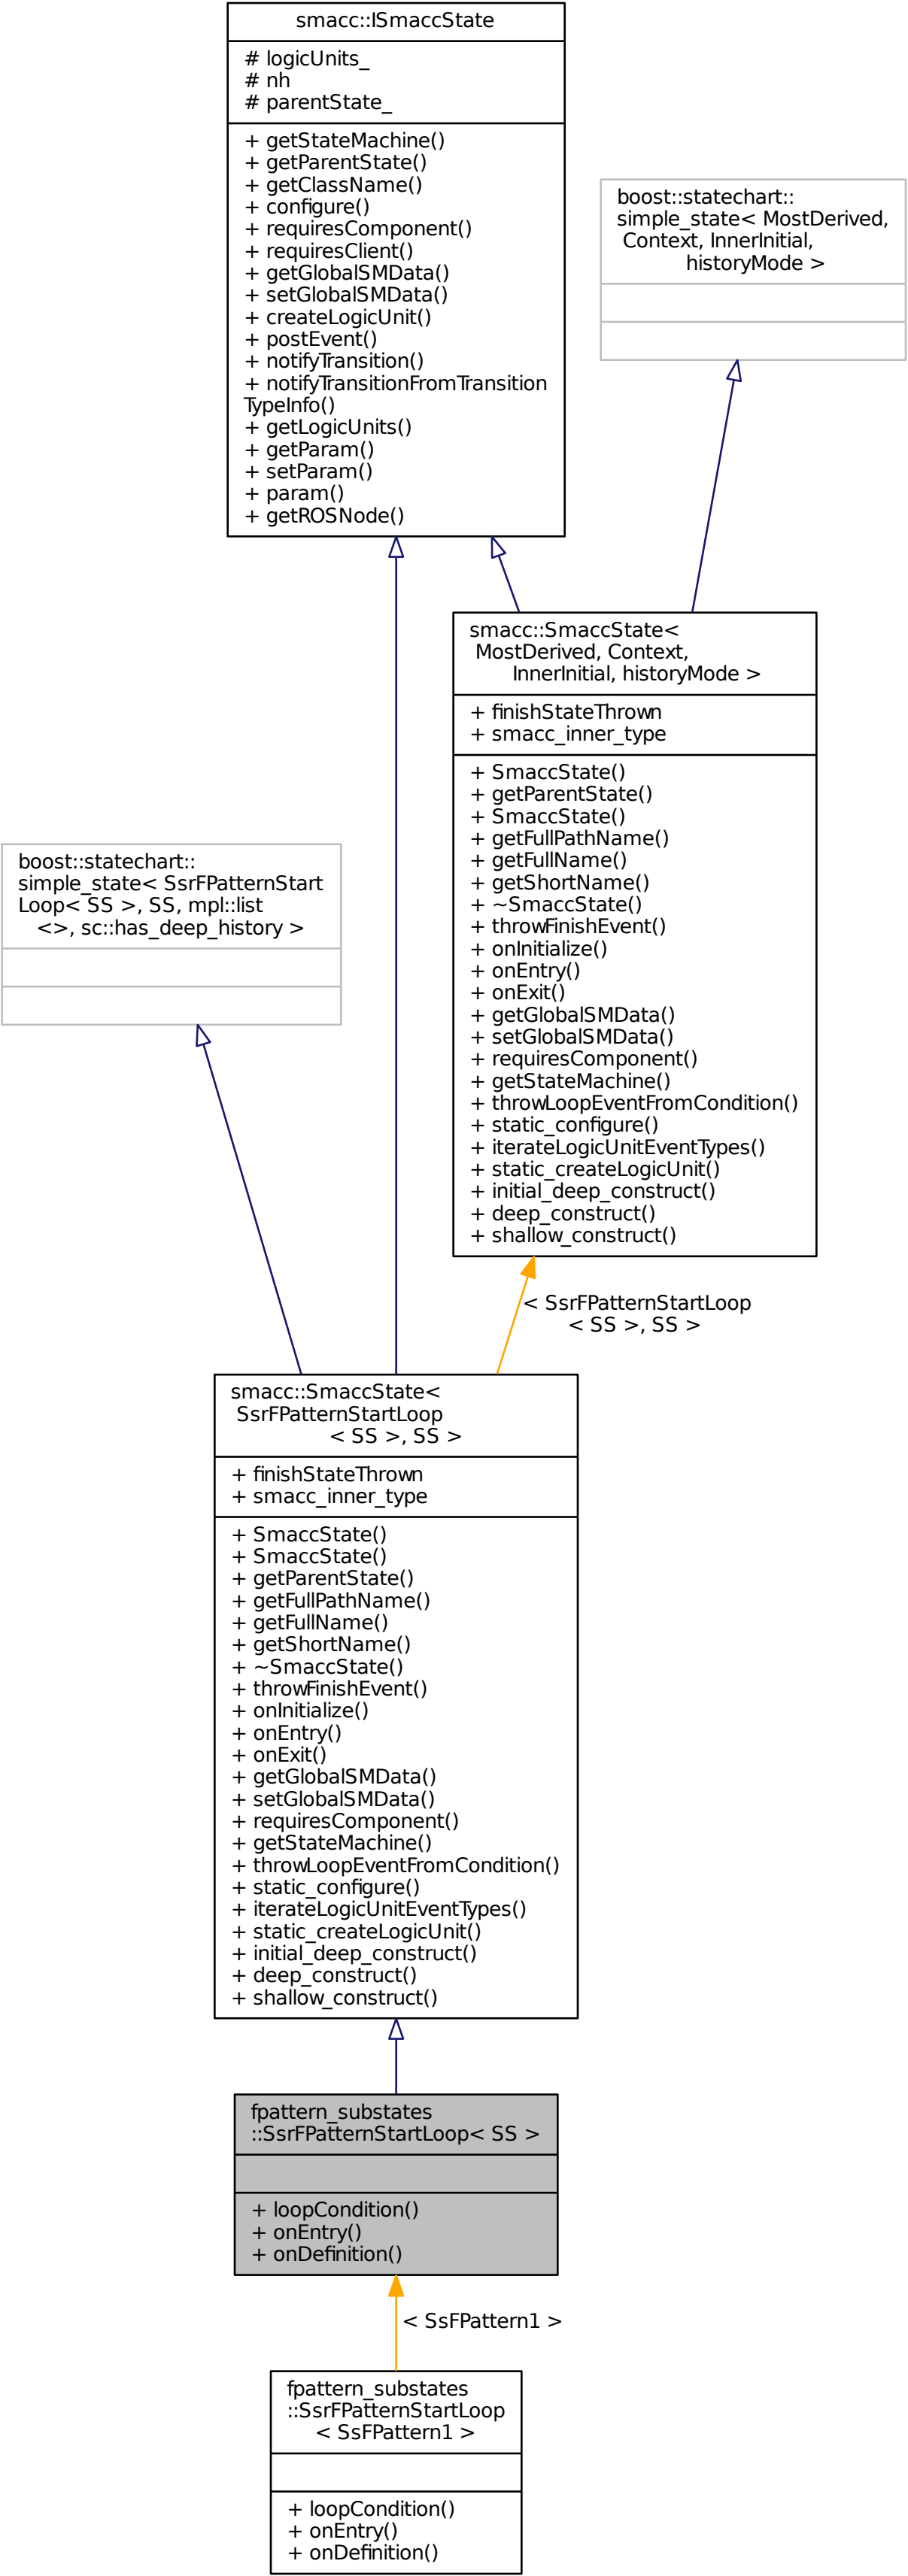 smacc::ISmaccState
# logicUnits_
# nh
# parentState_
+ getStateMachine()
+ getParentState()
+ getClassName()
+ configure()
+ requiresComponent()
+ requiresClient()
+ getGlobalSMData()
+ setGlobalSMData()
+ createLogicUnit()
+ postEvent()
+ notifyTransition()
+ notifyTransitionFromTransition
TypeInfo()
+ getLogicUnits()
+ getParam()
+ setParam()
+ param()
+ getROSNode()
boost::statechart::
simple_state< MostDerived,
Context, InnerInitial,
historyMode >
smacc::SmaccState<
MostDerived, Context,
InnerInitial, historyMode >
+ finishStateThrown
+ smacc_inner_type
+ SmaccState()
+ getParentState()
+ SmaccState()
+ getFullPathName()
+ getFullName()
+ getShortName()
+ ~SmaccState()
+ throwFinishEvent()
+ onInitialize()
+ onEntry()
+ onExit()
+ getGlobalSMData()
+ setGlobalSMData()
+ requiresComponent()
+ getStateMachine()
+ throwLoopEventFromCondition()
+ static_configure()
+ iterateLogicUnitEventTypes()
+ static_createLogicUnit()
+ initial_deep_construct()
+ deep_construct()
+ shallow_construct()
boost::statechart::
simple_state< SsrFPatternStart
Loop< SS >, SS, mpl::list
<>, sc::has_deep_history >
< SsrFPatternStartLoop
< SS >, SS >
smacc::SmaccState<
SsrFPatternStartLoop
< SS >, SS >
+ finishStateThrown
+ smacc_inner_type
+ SmaccState()
+ SmaccState()
+ getParentState()
+ getFullPathName()
+ getFullName()
+ getShortName()
+ ~SmaccState()
+ throwFinishEvent()
+ onInitialize()
+ onEntry()
+ onExit()
+ getGlobalSMData()
+ setGlobalSMData()
+ requiresComponent()
+ getStateMachine()
+ throwLoopEventFromCondition()
+ static_configure()
+ iterateLogicUnitEventTypes()
+ static_createLogicUnit()
+ initial_deep_construct()
+ deep_construct()
+ shallow_construct()
fpattern_substates
::SsrFPatternStartLoop< SS >
+ loopCondition()
+ onEntry()
+ onDefinition()
< SsFPattern1 >
fpattern_substates
::SsrFPatternStartLoop
< SsFPattern1 >
+ loopCondition()
+ onEntry()
+ onDefinition()